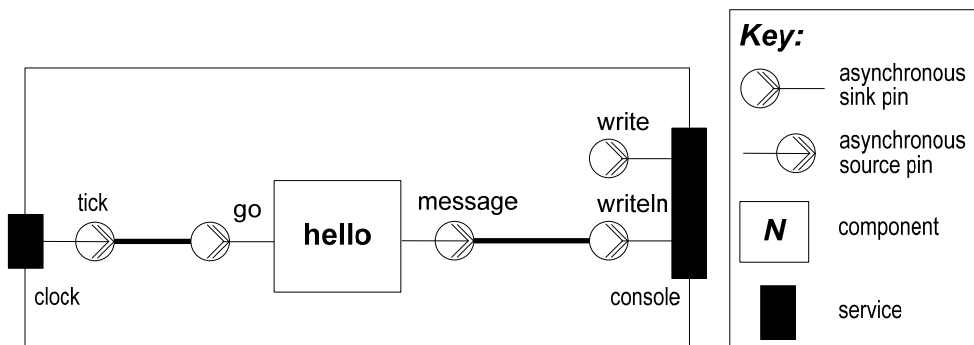 write
tick
go
hello
message
writeln
clock
console
Key:
asynchronous
sink pin
asynchronous
source pin
N
component
service